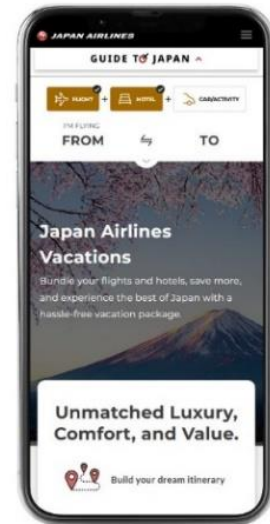 JAPAN AIRLINES
GUIDE TO JAPAN
FLIGHT + HOTEL + CAR/ACTIVITY
I'M FLYING
FROM TO
Japan Airlines
Vacations
Bundle your flights and hotels, save more,
and experience the best of Japan with a
hassle-free vacation package.
Unmatched Luxury,
Comfort, and Value.
Build your dream itinerary